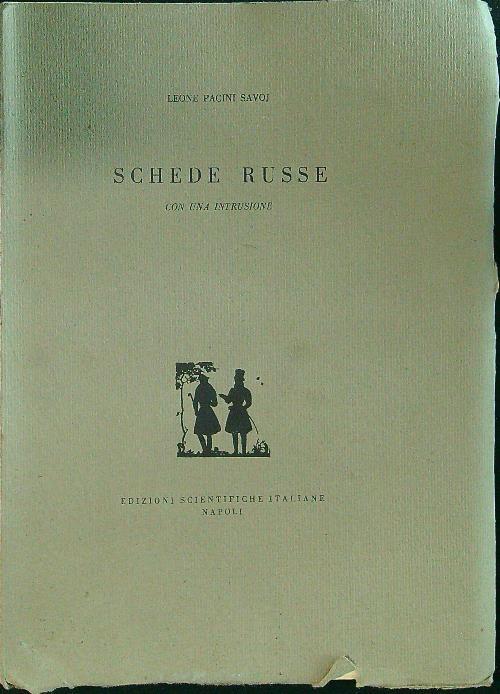 LEONE PACINI SAVOJ
SCHEDE RUSSE
CON UNA INTRUSIONE
EDIZIONI SCIENTIFICHE ITALIANE
NAPOLI